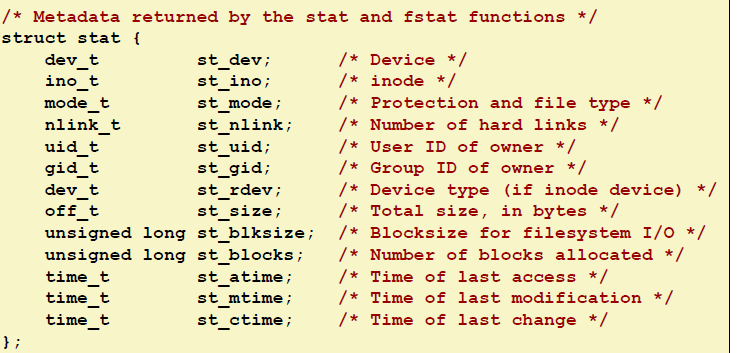 /* Metadata returned by the stat and fstat functions */
struct stat {
    dev_t         st_dev;      /* Device */
    ino_t         st_ino;      /* inode */
    mode_t        st_mode;     /* Protection and file type */
    nlink_t       st_nlink;    /* Number of hard links */
    uid_t         st_uid;      /* User ID of owner */
    gid_t         st_gid;      /* Group ID of owner */
    dev_t         st_rdev;     /* Device type (if inode device) */
    off_t         st_size;     /* Total size, in bytes */
    unsigned long st_blksize;  /* Blocksize for filesystem I/O */
    unsigned long st_blocks;   /* Number of blocks allocated */
    time_t        st_atime;    /* Time of last access */
    time_t        st_mtime;    /* Time of last modification */
    time_t        st_ctime;    /* Time of last change */
};